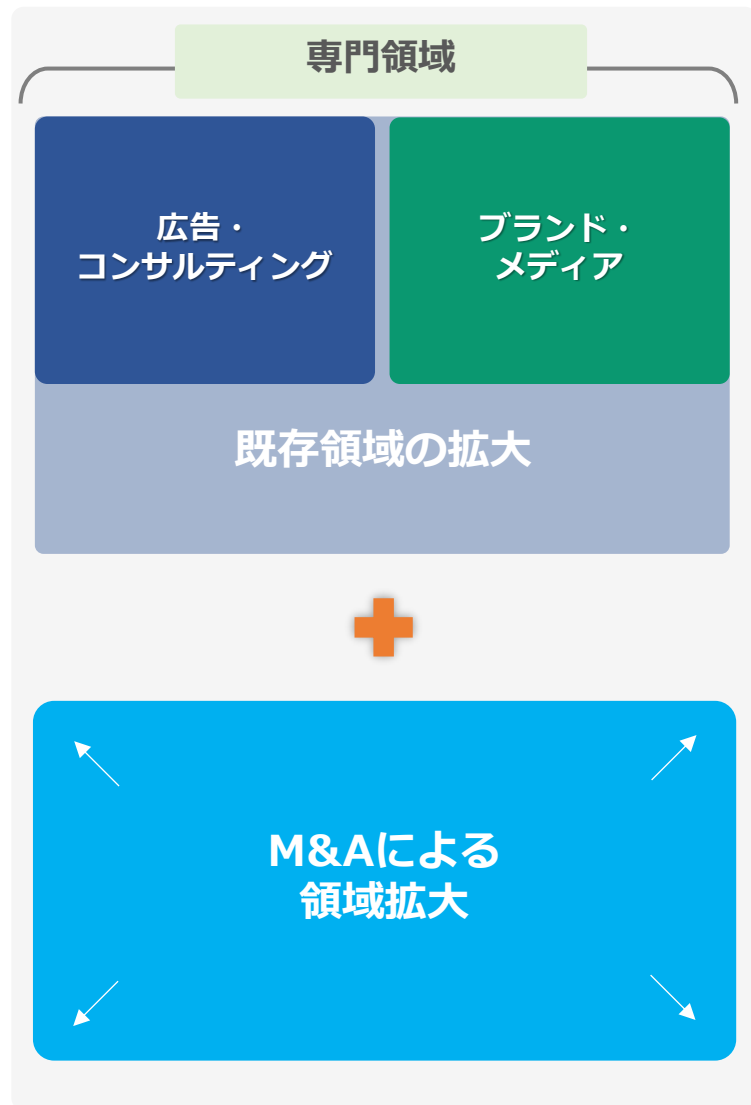 専門領域
広告・
コンサルティング
ブランド・
メディア
既存領域の拡大
M&Aによる
領域拡大